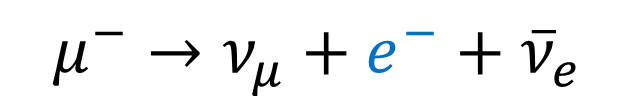 μ⁻ → ν_μ + e⁻ + ν̄_e